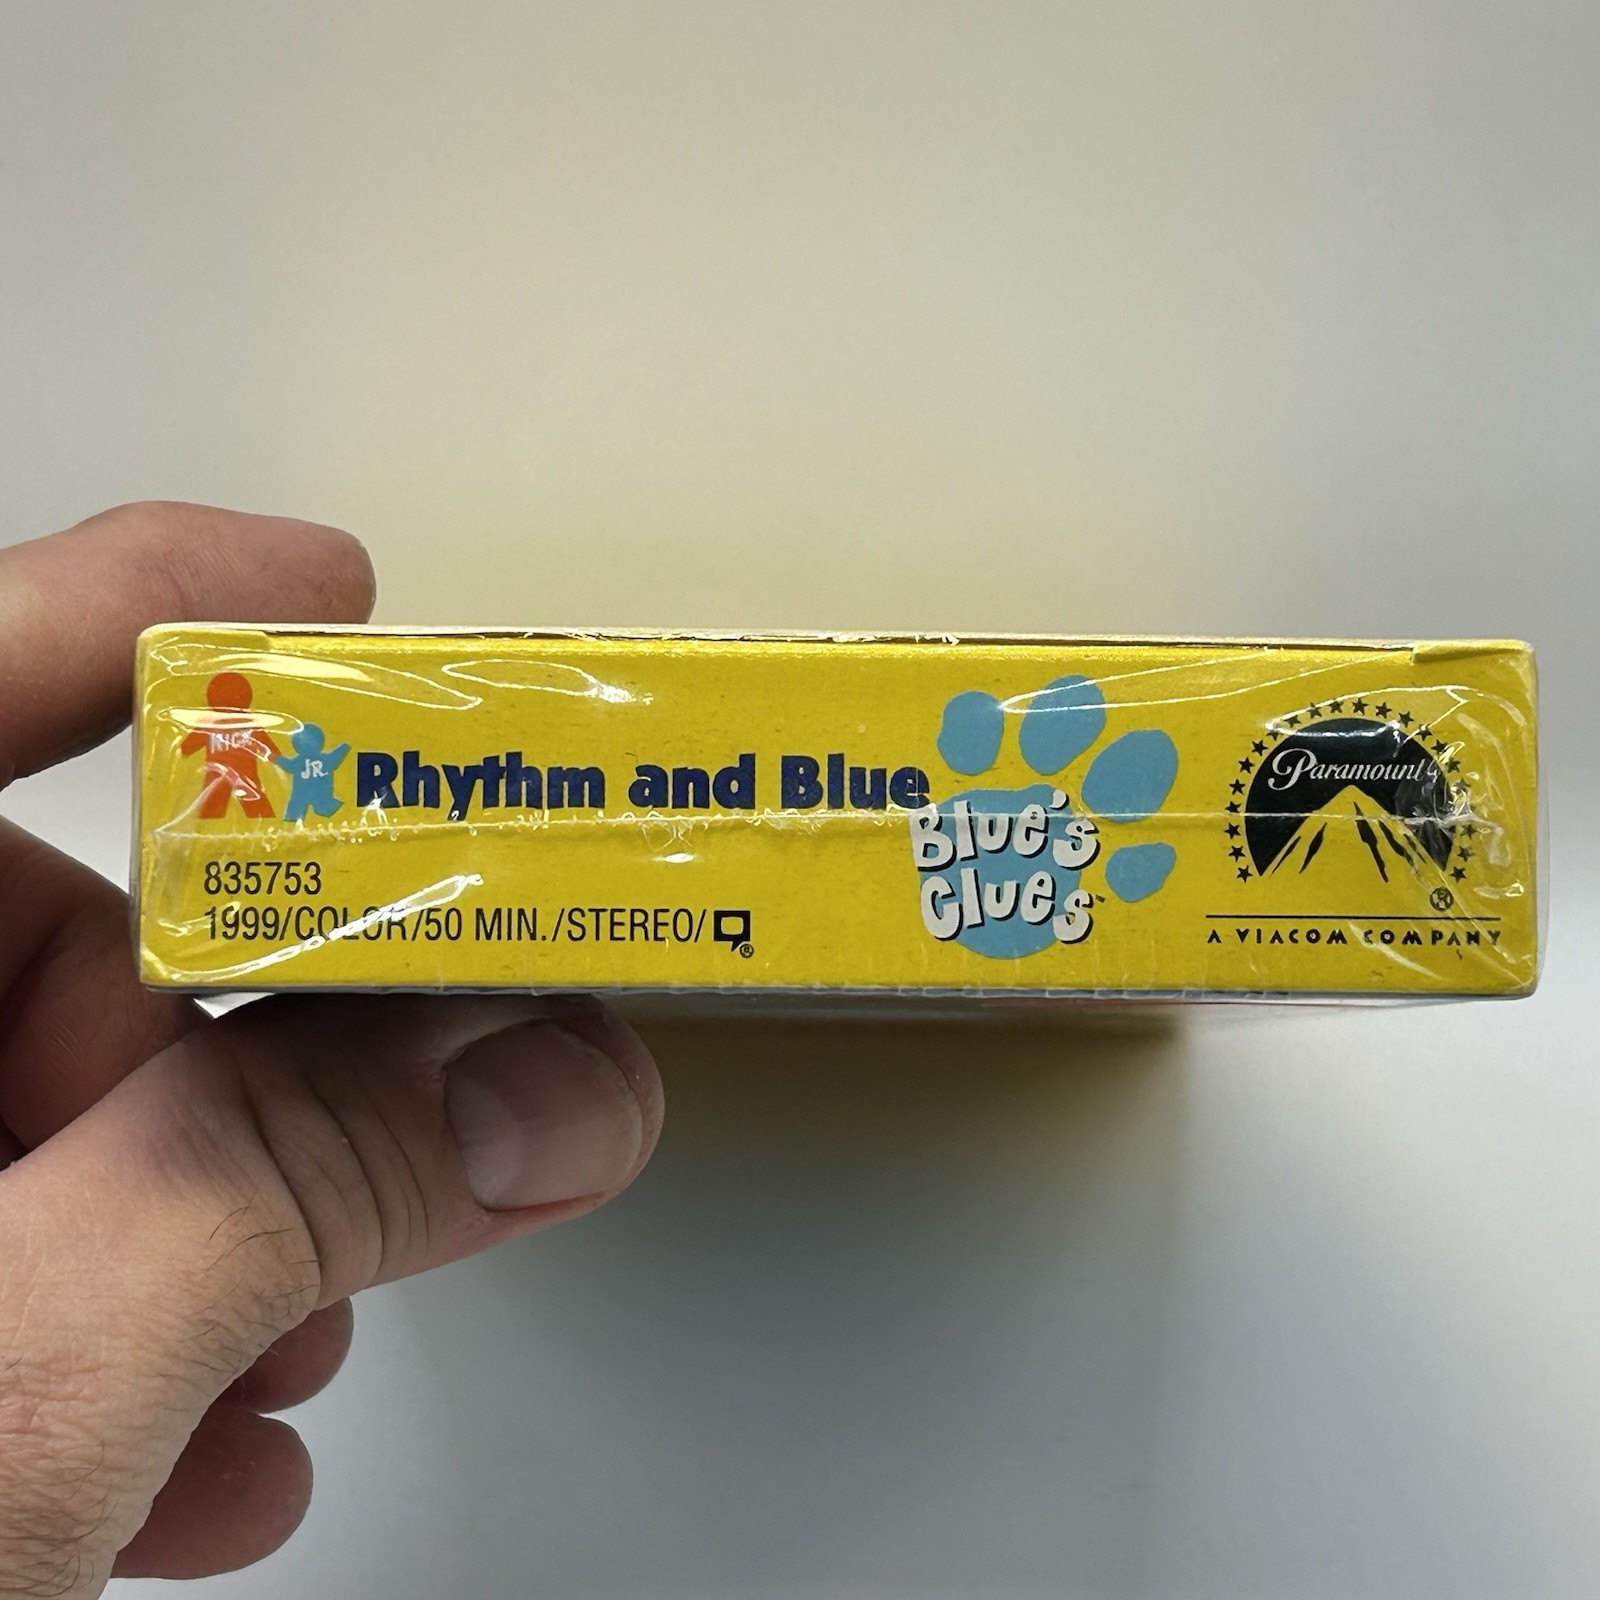 NICK
JR.
Rhythm and Blue
Blue's
Clues
835753
1999/COLOR/50 MIN./STEREO/
Paramount
A VIACOM COMPANY